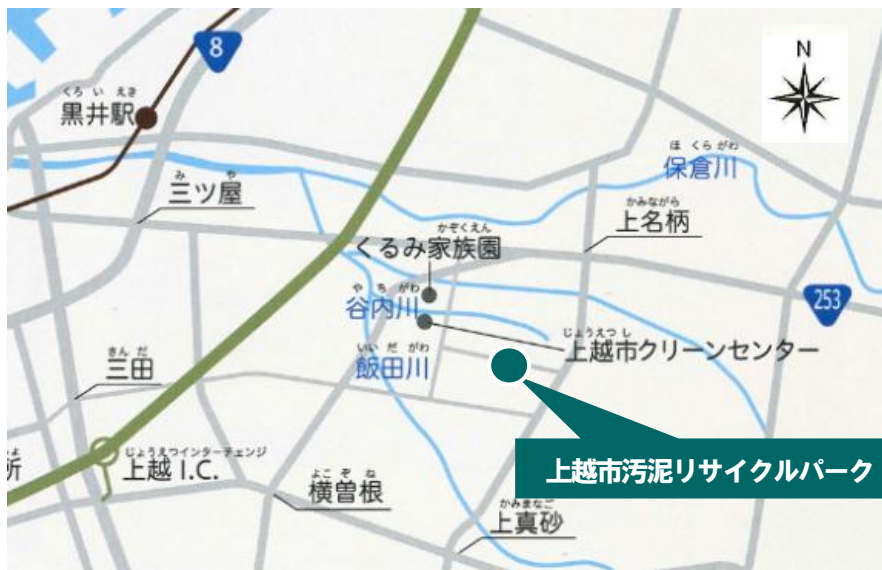 N
8
くろいえき
黒井駅
ほくらがわ
保倉川
みや
三ツ屋
かみながら
上名柄
かぞくえん
くるみ家族園
やちがわ
谷内川
253
じょうえつし
上越市クリーンセンター
いいだがわ
飯田川
さんだ
三田
じょうえつインターチェンジ
上越 I.C.
所
上越市汚泥リサイクルパーク
よこぞね
横曽根
かみまなご
上真砂